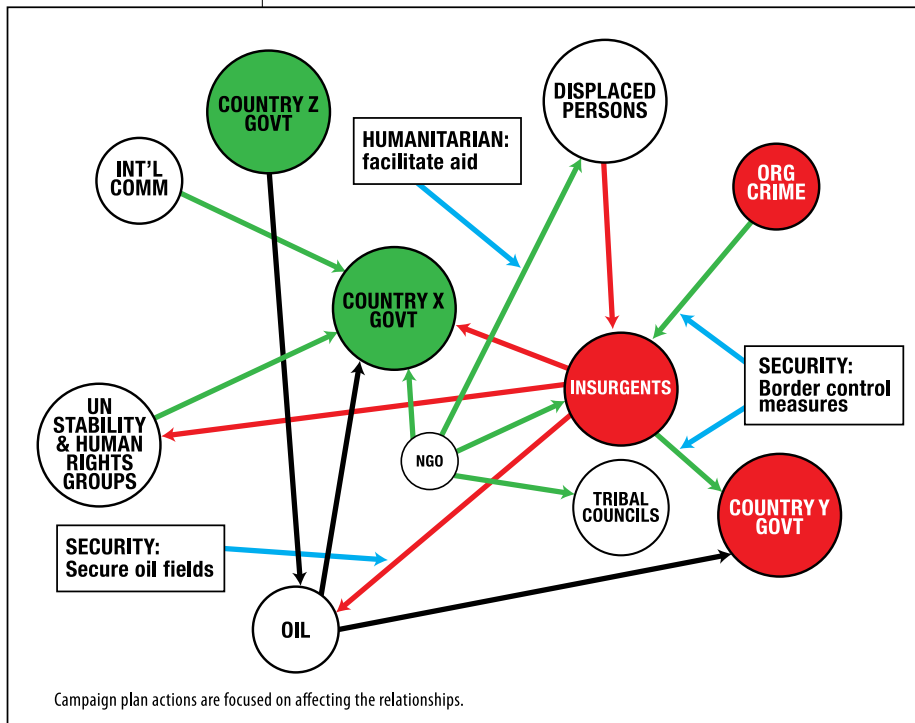 COUNTRY Z
GOVT
DISPLACED
PERSONS
HUMANITARIAN:
facilitate aid
INT'L
COMM
ORG
CRIME
COUNTRY X
GOVT
INSURGENTS
SECURITY:
Border control
measures
UN
STABILITY
& HUMAN
RIGHTS
GROUPS
NGO
TRIBAL
COUNCILS
COUNTRY Y
GOVT
SECURITY:
Secure oil fields
OIL
Campaign plan actions are focused on affecting the relationships.